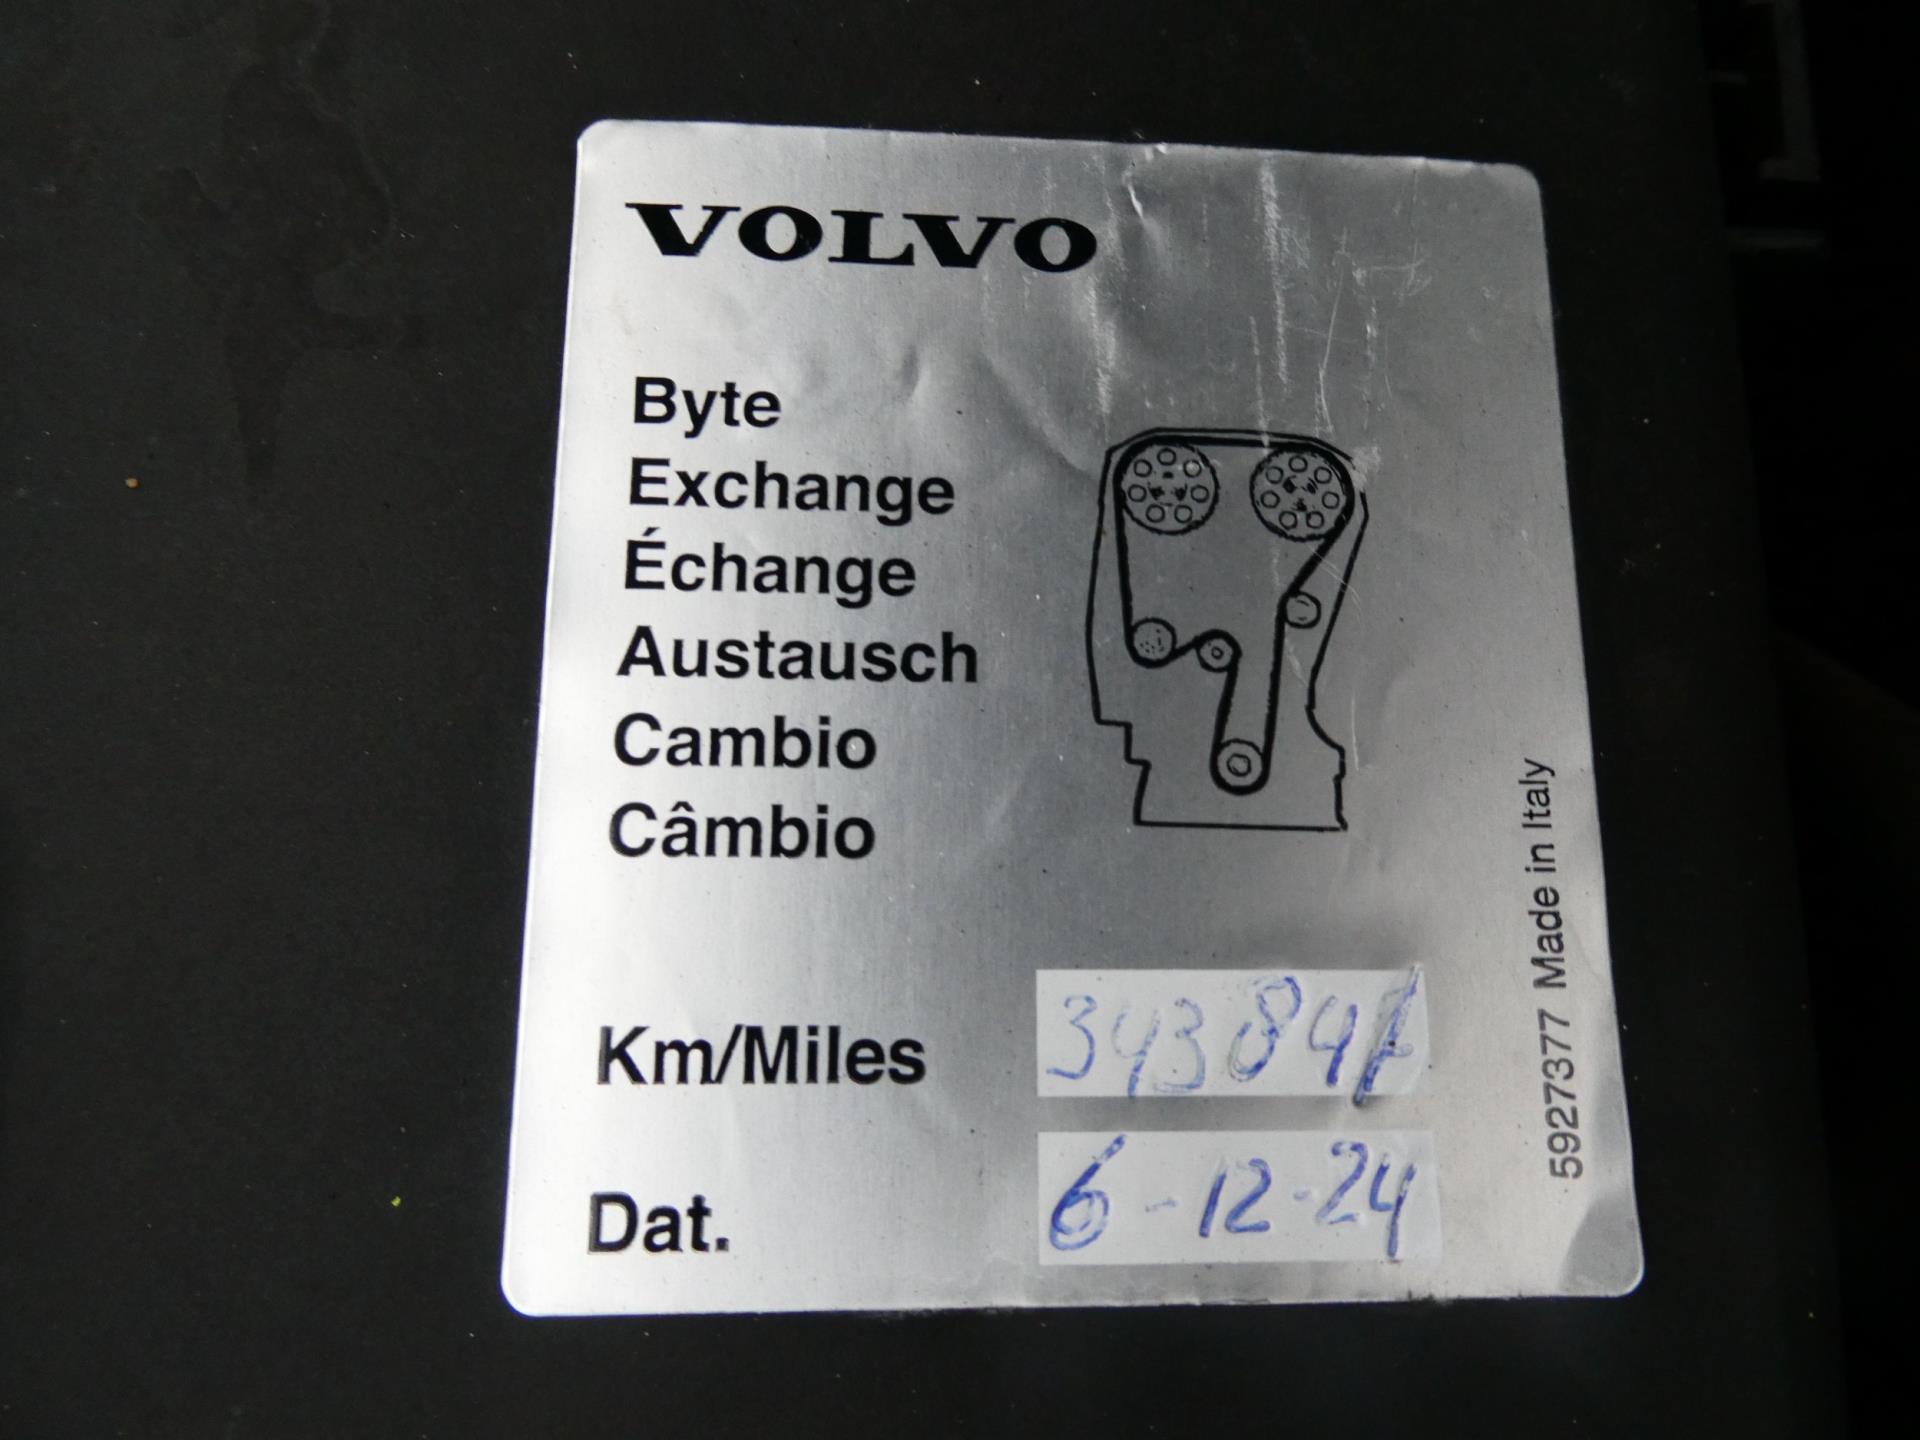 VOLVO
Byte
Exchange
Échange
Austausch
Cambio
Câmbio
Km/Miles 343847
Dat. 6-12-24
5927377 Made in Italy